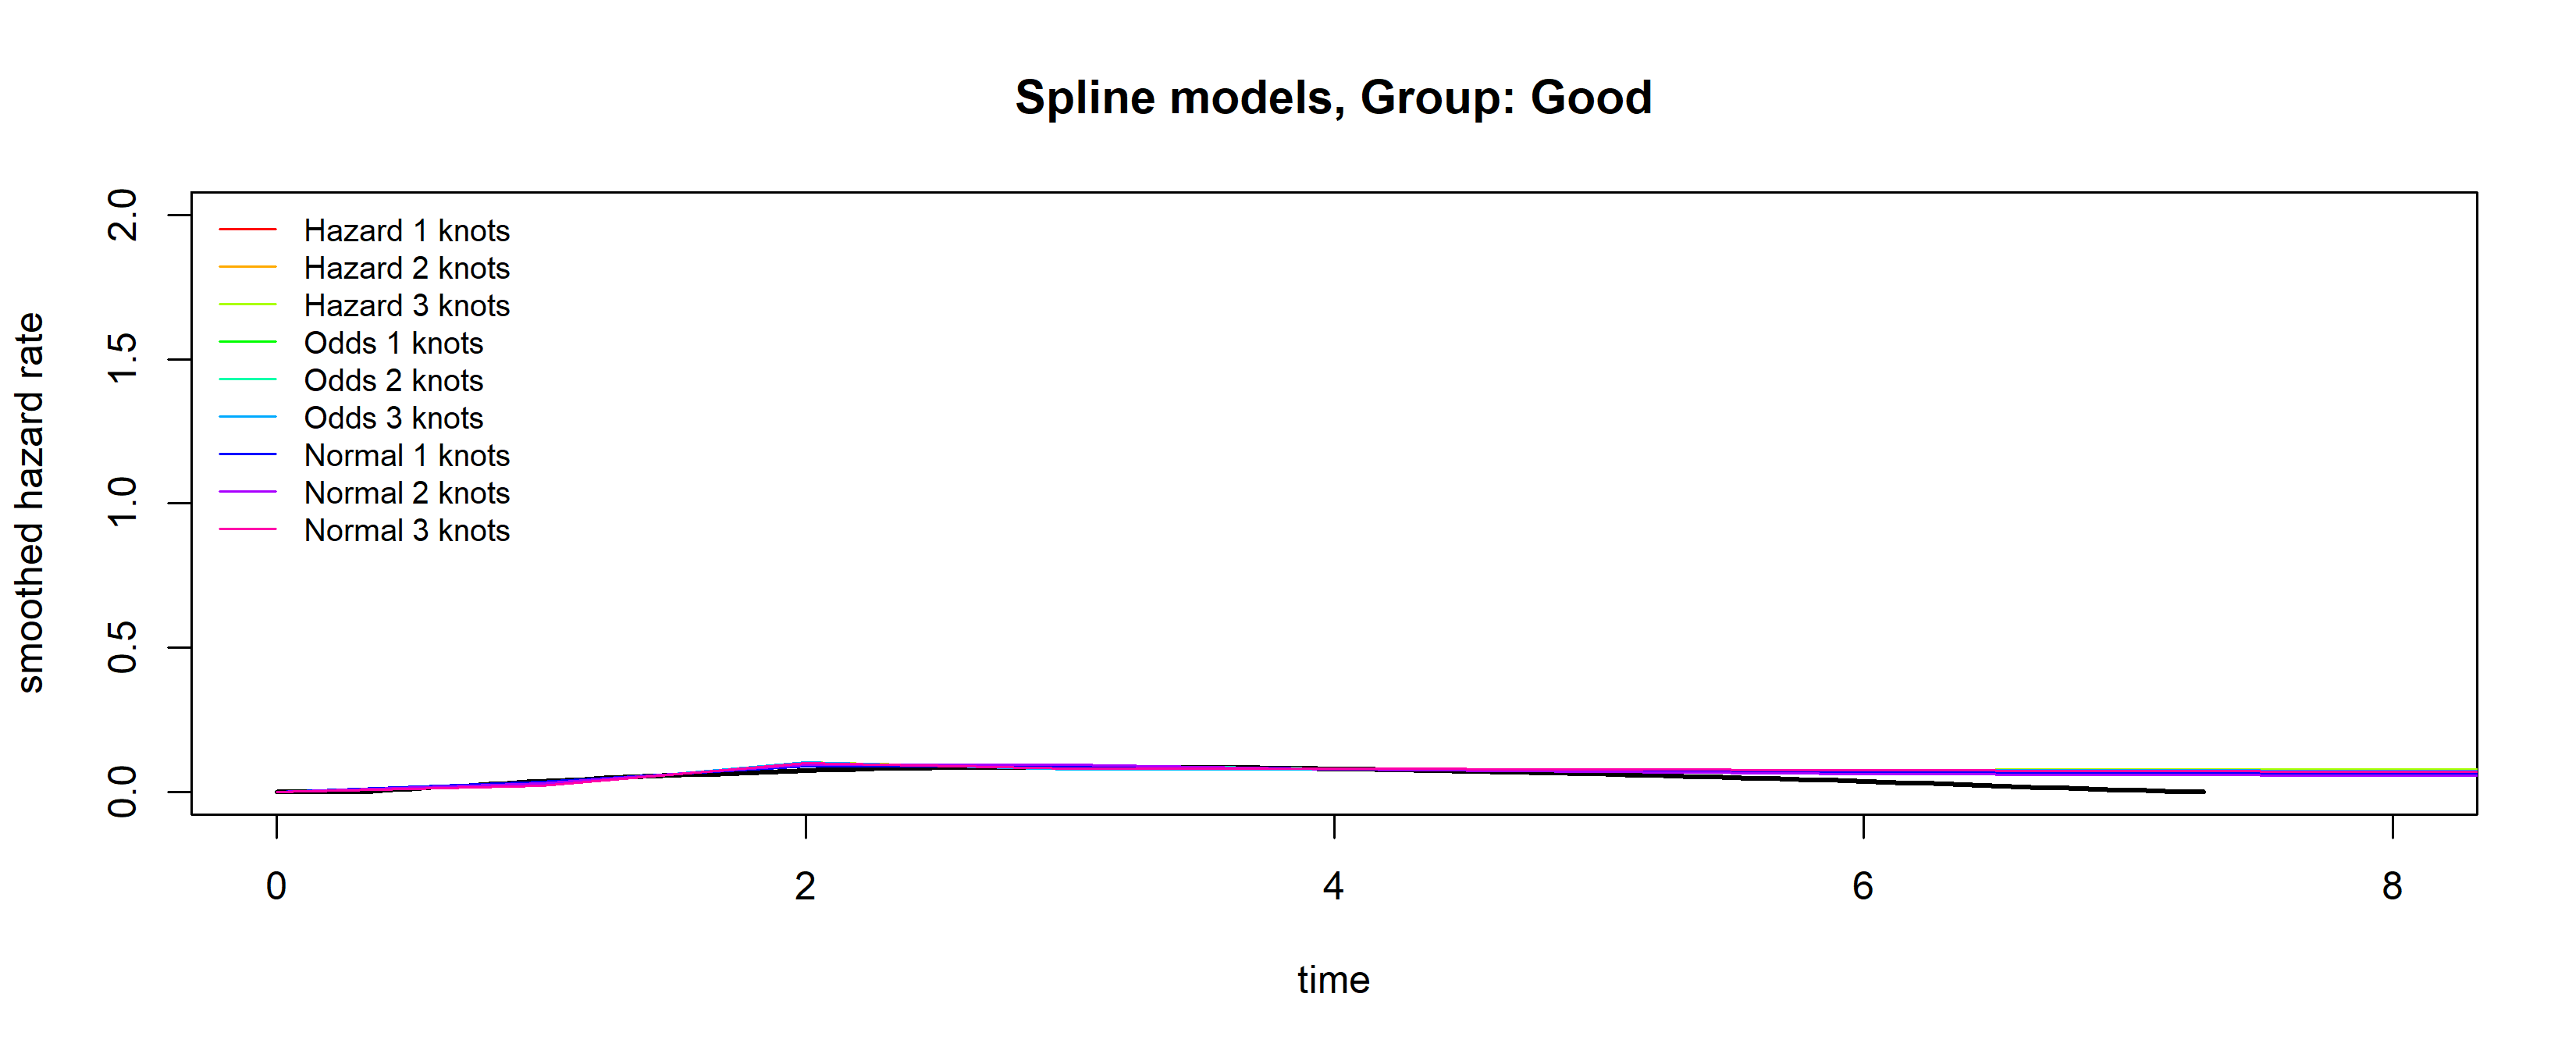 Spline models, Group: Good
smoothed hazard rate
2.0
1.5
1.0
0.5
0.0
Hazard 1 knots
Hazard 2 knots
Hazard 3 knots
Odds 1 knots
Odds 2 knots
Odds 3 knots
Normal 1 knots
Normal 2 knots
Normal 3 knots
0 2 4 6 8
time